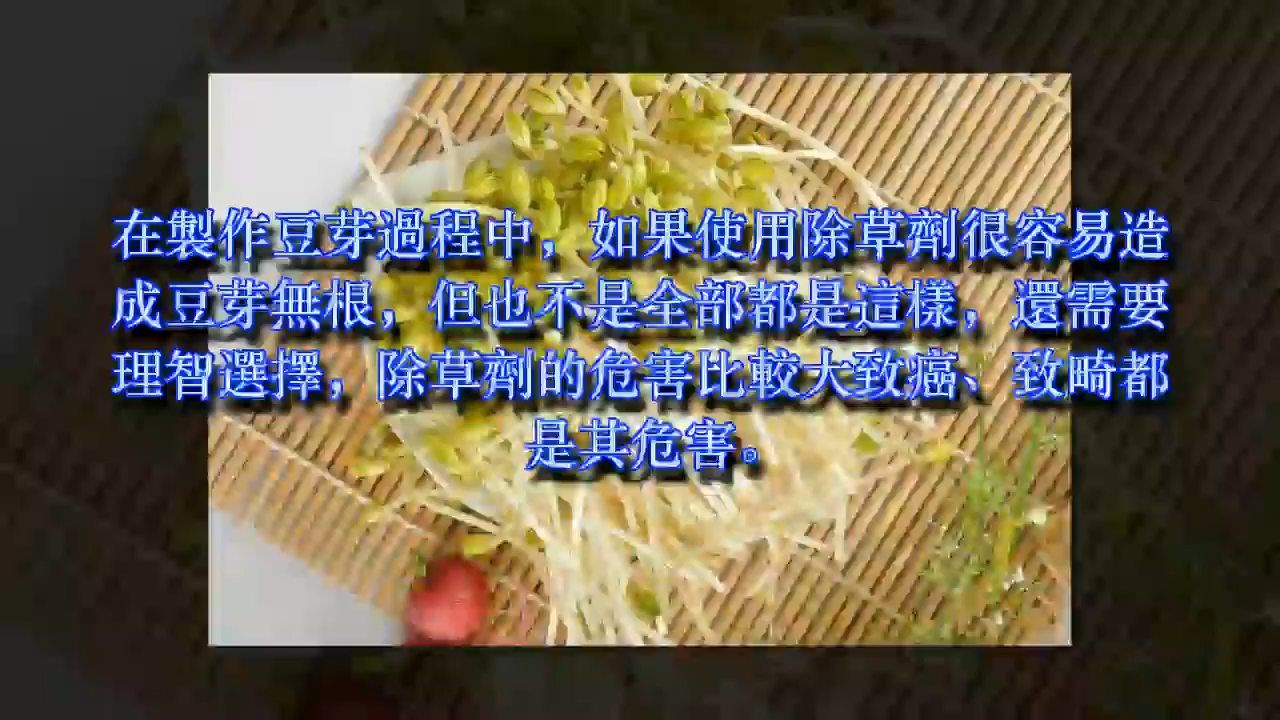 在製作豆芽過程中，如果使用除草劑很容易造
成豆芽無根，但也不是全部都是這樣，還需要
理智選擇，除草劑的危害比較大致癌、致畸都
是其危害。